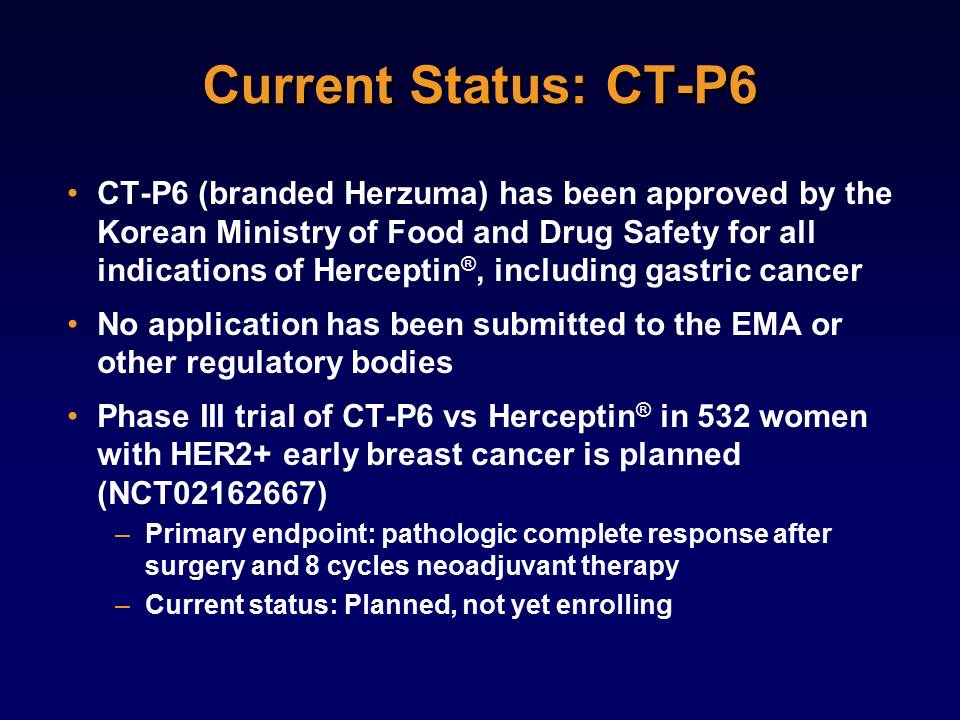 Current Status: CT-P6
• CT-P6 (branded Herzuma) has been approved by the
Korean Ministry of Food and Drug Safety for all
indications of Herceptin®, including gastric cancer
• No application has been submitted to the EMA or
other regulatory bodies
• Phase III trial of CT-P6 vs Herceptin® in 532 women
with HER2+ early breast cancer is planned
(NCT02162667)
– Primary endpoint: pathologic complete response after
surgery and 8 cycles neoadjuvant therapy
– Current status: Planned, not yet enrolling